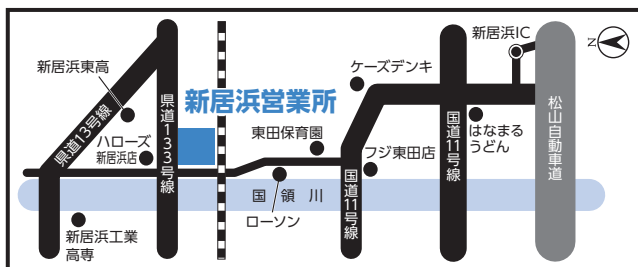 新居浜IC
N
ケーズデンキ
新居浜東高
県道13号線
県道133号線
新居浜営業所
ハローズ
新居浜店
東田保育園
フジ東田店
国道11号線
国道11号線
はなまる
うどん
松山自動車道
国領川
ローソン
新居浜工業
高専